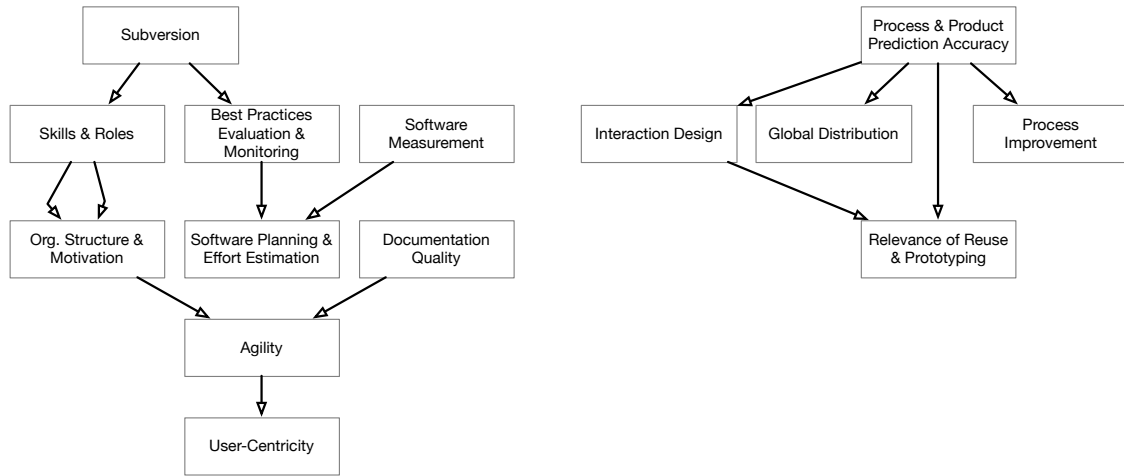 Subversion
Process & Product
Prediction Accuracy
Skills & Roles
Best Practices
Evaluation &
Monitoring
Software
Measurement
Interaction Design
Global Distribution
Process
Improvement
Org. Structure &
Motivation
Software Planning &
Effort Estimation
Documentation
Quality
Relevance of Reuse
& Prototyping
Agility
User-Centricity